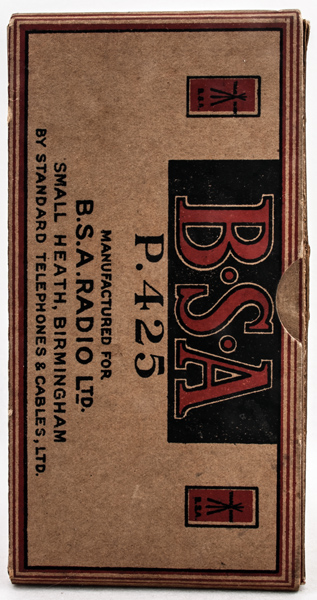 B.S.A.
B·S·A
B.S.A.
P.425
MANUFACTURED FOR
B.S.A. RADIO LTD.
SMALL HEATH, BIRMINGHAM
BY STANDARD TELEPHONES & CABLES, LTD.